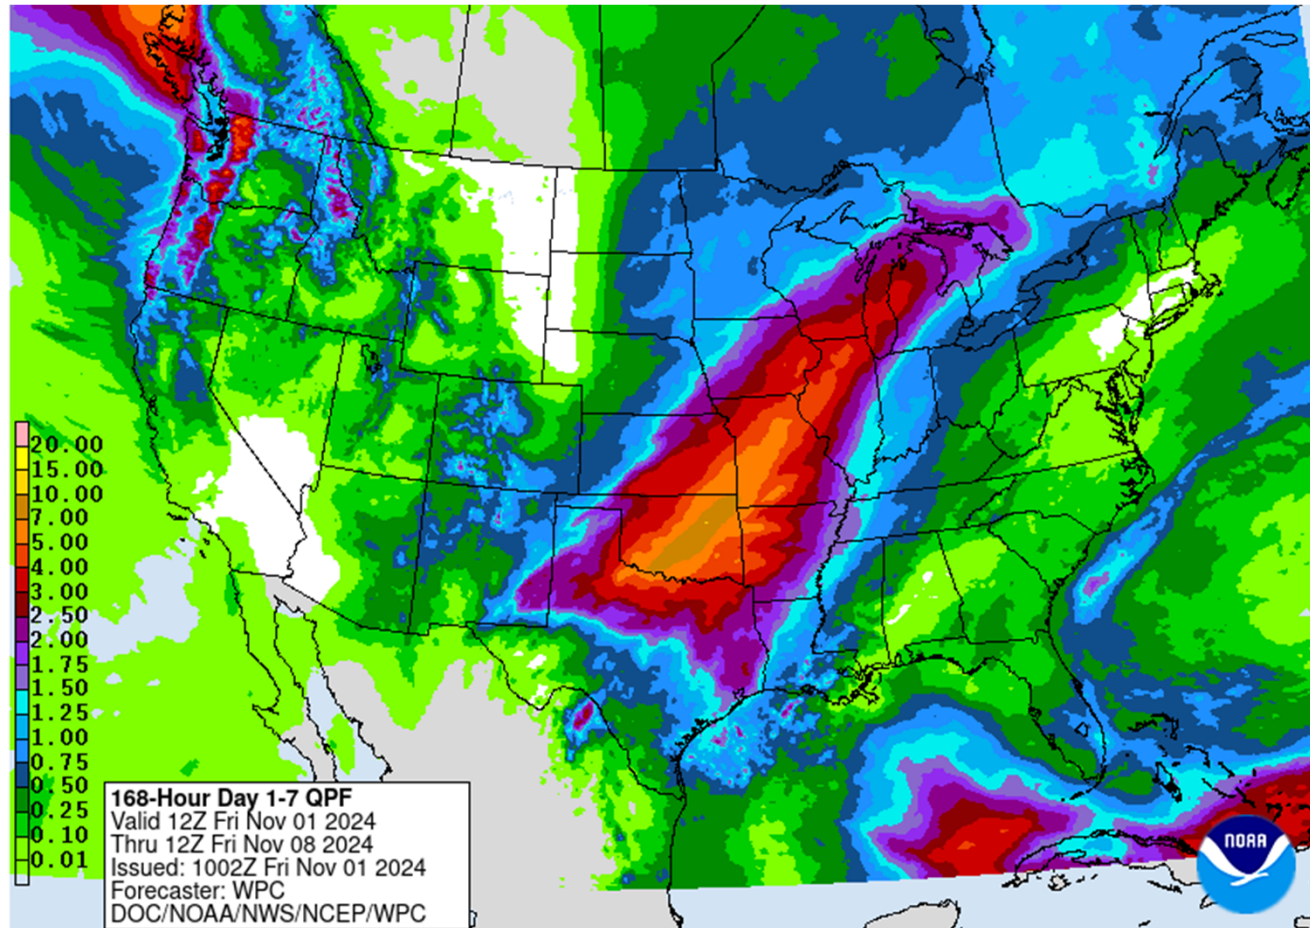 20.00
15.00
10.00
7.00
5.00
4.00
3.00
2.50
2.00
1.75
1.50
1.25
1.00
0.75
0.50
0.25
0.10
0.01
168-Hour Day 1-7 QPF
Valid 12Z Fri Nov 01 2024
Thru 12Z Fri Nov 08 2024
Issued: 1002Z Fri Nov 01 2024
Forecaster: WPC
DOC/NOAA/NWS/NCEP/WPC
NOAA